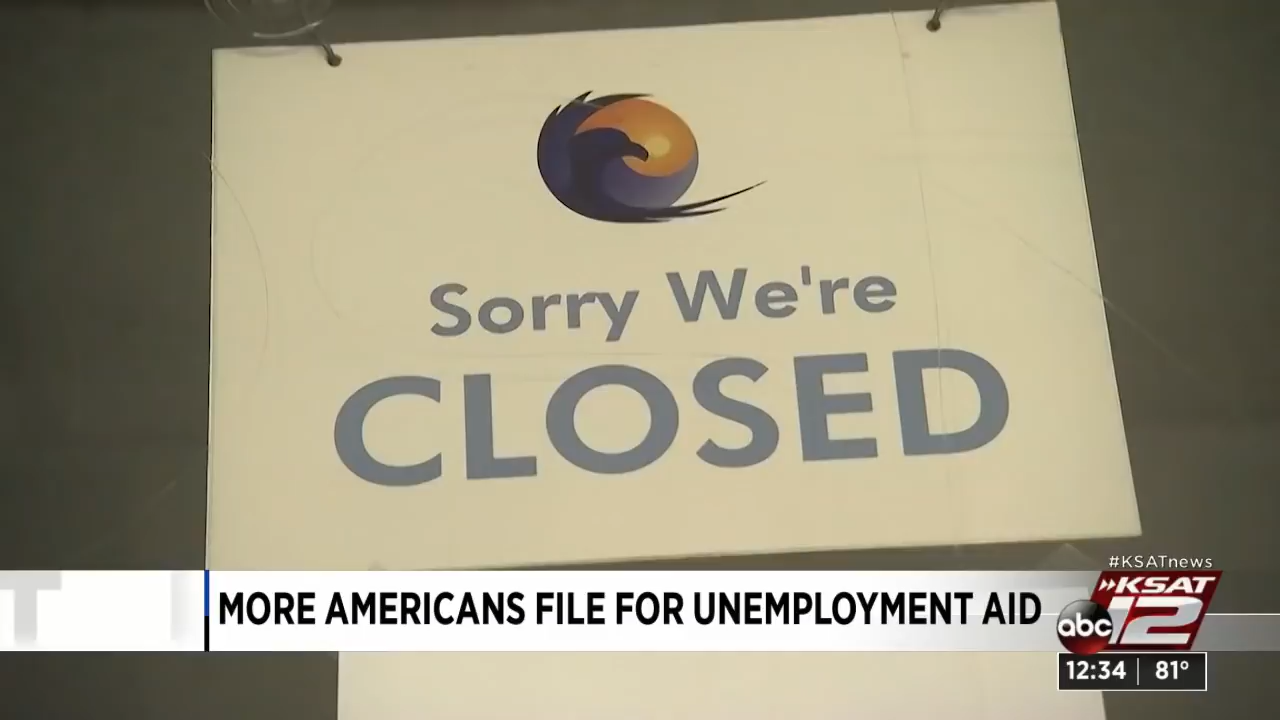 Sorry We're
CLOSED
#KSATnews
T
MORE AMERICANS FILE FOR UNEMPLOYMENT AID
KSAT
abc 12
12:34 81°